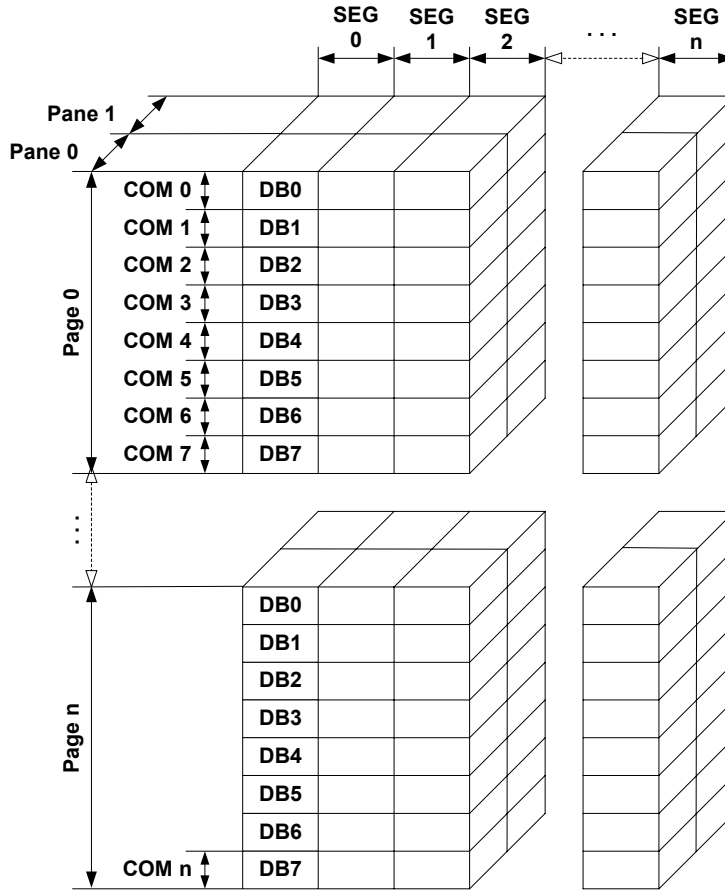 SEG 0
SEG 1
SEG 2
. . .
SEG n
Pane 1
Pane 0
Page 0
COM 0 DB0
COM 1 DB1
COM 2 DB2
COM 3 DB3
COM 4 DB4
COM 5 DB5
COM 6 DB6
COM 7 DB7
. . .
Page n
DB0
DB1
DB2
DB3
DB4
DB5
DB6
COM n DB7